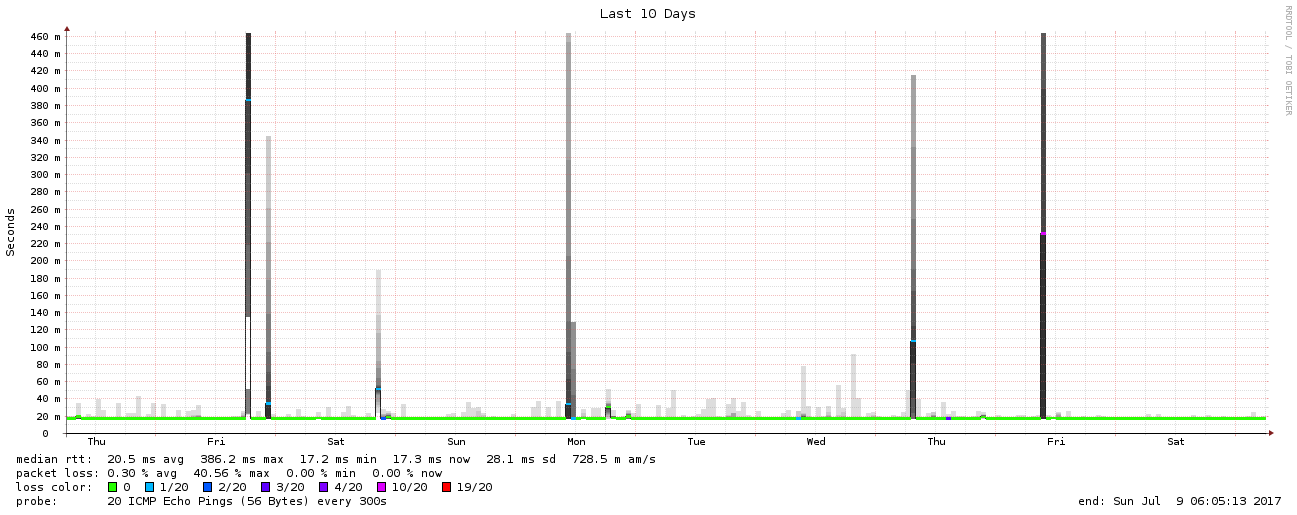 Last 10 Days
RRDTOOL / TOBI OETIKER
Seconds
460 m
440 m
420 m
400 m
380 m
360 m
340 m
320 m
300 m
280 m
260 m
240 m
220 m
200 m
180 m
160 m
140 m
120 m
100 m
80 m
60 m
40 m
20 m
0
Thu Fri Sat Sun Mon Tue Wed Thu Fri Sat
median rtt: 20.5 ms avg 386.2 ms max 17.2 ms min 17.3 ms now 28.1 ms sd 728.5 m am/s
packet loss: 0.30 % avg 40.56 % max 0.00 % min 0.00 % now
loss color: 0 1/20 2/20 3/20 4/20 10/20 19/20
probe: 20 ICMP Echo Pings (56 Bytes) every 300s end: Sun Jul 9 06:05:13 2017